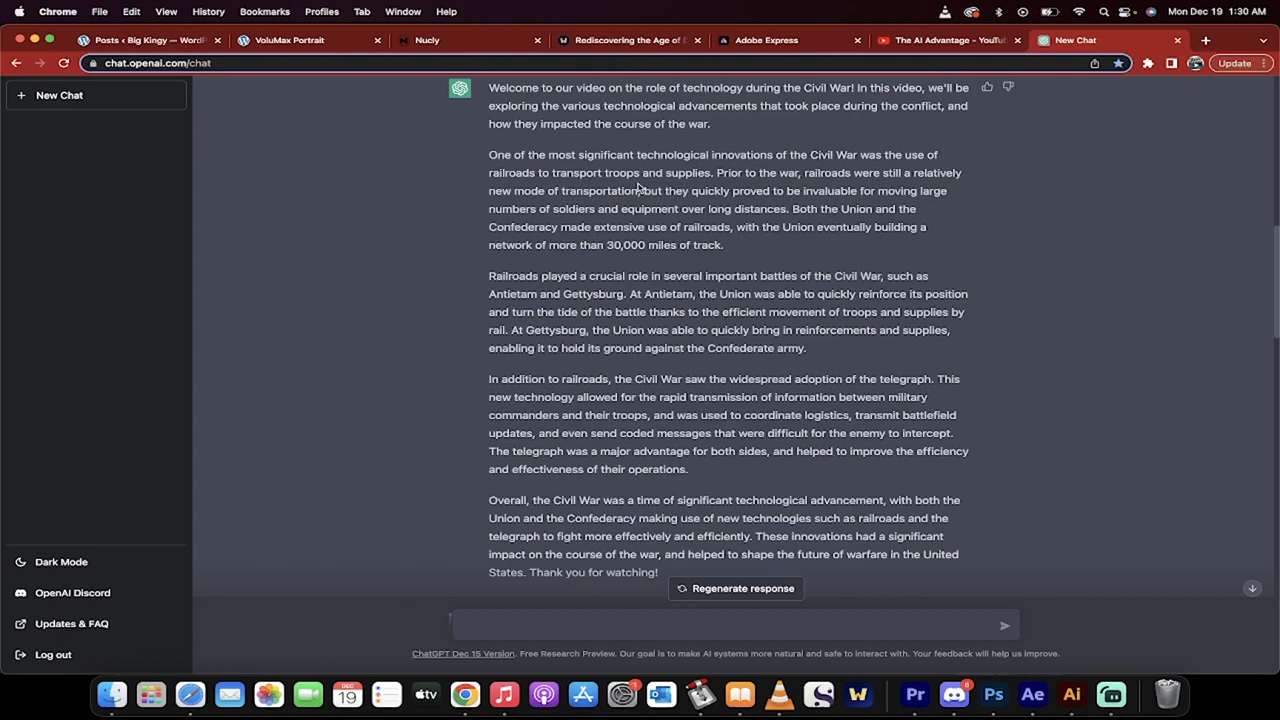 Chrome File Edit View History Bookmarks Profiles Tab Window Help Mon Dec 19 1:30 AM
Posts ‹ Big Kingy — WordP VoluMax Portrait Nucly Rediscovering the Age of D Adobe Express The AI Advantage - YouTub New Chat
chat.openai.com/chat Update
New Chat
Welcome to our video on the role of technology during the Civil War! In this video, we'll be
exploring the various technological advancements that took place during the conflict, and
how they impacted the course of the war.
One of the most significant technological innovations of the Civil War was the use of
railroads to transport troops and supplies. Prior to the war, railroads were still a relatively
new mode of transportation, but they quickly proved to be invaluable for moving large
numbers of soldiers and equipment over long distances. Both the Union and the
Confederacy made extensive use of railroads, with the Union eventually building a
network of more than 30,000 miles of track.
Railroads played a crucial role in several important battles of the Civil War, such as
Antietam and Gettysburg. At Antietam, the Union was able to quickly reinforce its position
and turn the tide of the battle thanks to the efficient movement of troops and supplies by
rail. At Gettysburg, the Union was able to quickly bring in reinforcements and supplies,
enabling it to hold its ground against the Confederate army.
In addition to railroads, the Civil War saw the widespread adoption of the telegraph. This
new technology allowed for the rapid transmission of information between military
commanders and their troops, and was used to coordinate logistics, transmit battlefield
updates, and even send coded messages that were difficult for the enemy to intercept.
The telegraph was a major advantage for both sides, and helped to improve the efficiency
and effectiveness of their operations.
Overall, the Civil War was a time of significant technological advancement, with both the
Union and the Confederacy making use of new technologies such as railroads and the
telegraph to fight more effectively and efficiently. These innovations had a significant
impact on the course of the war, and helped to shape the future of warfare in the United
States. Thank you for watching!
Regenerate response
Dark Mode
OpenAI Discord
Updates & FAQ
Log out
ChatGPT Dec 15 Version. Free Research Preview. Our goal is to make AI systems more natural and safe to interact with. Your feedback will help us improve.
DEC
19
tv
1
W
Pr
6
Ps
Ae
Ai